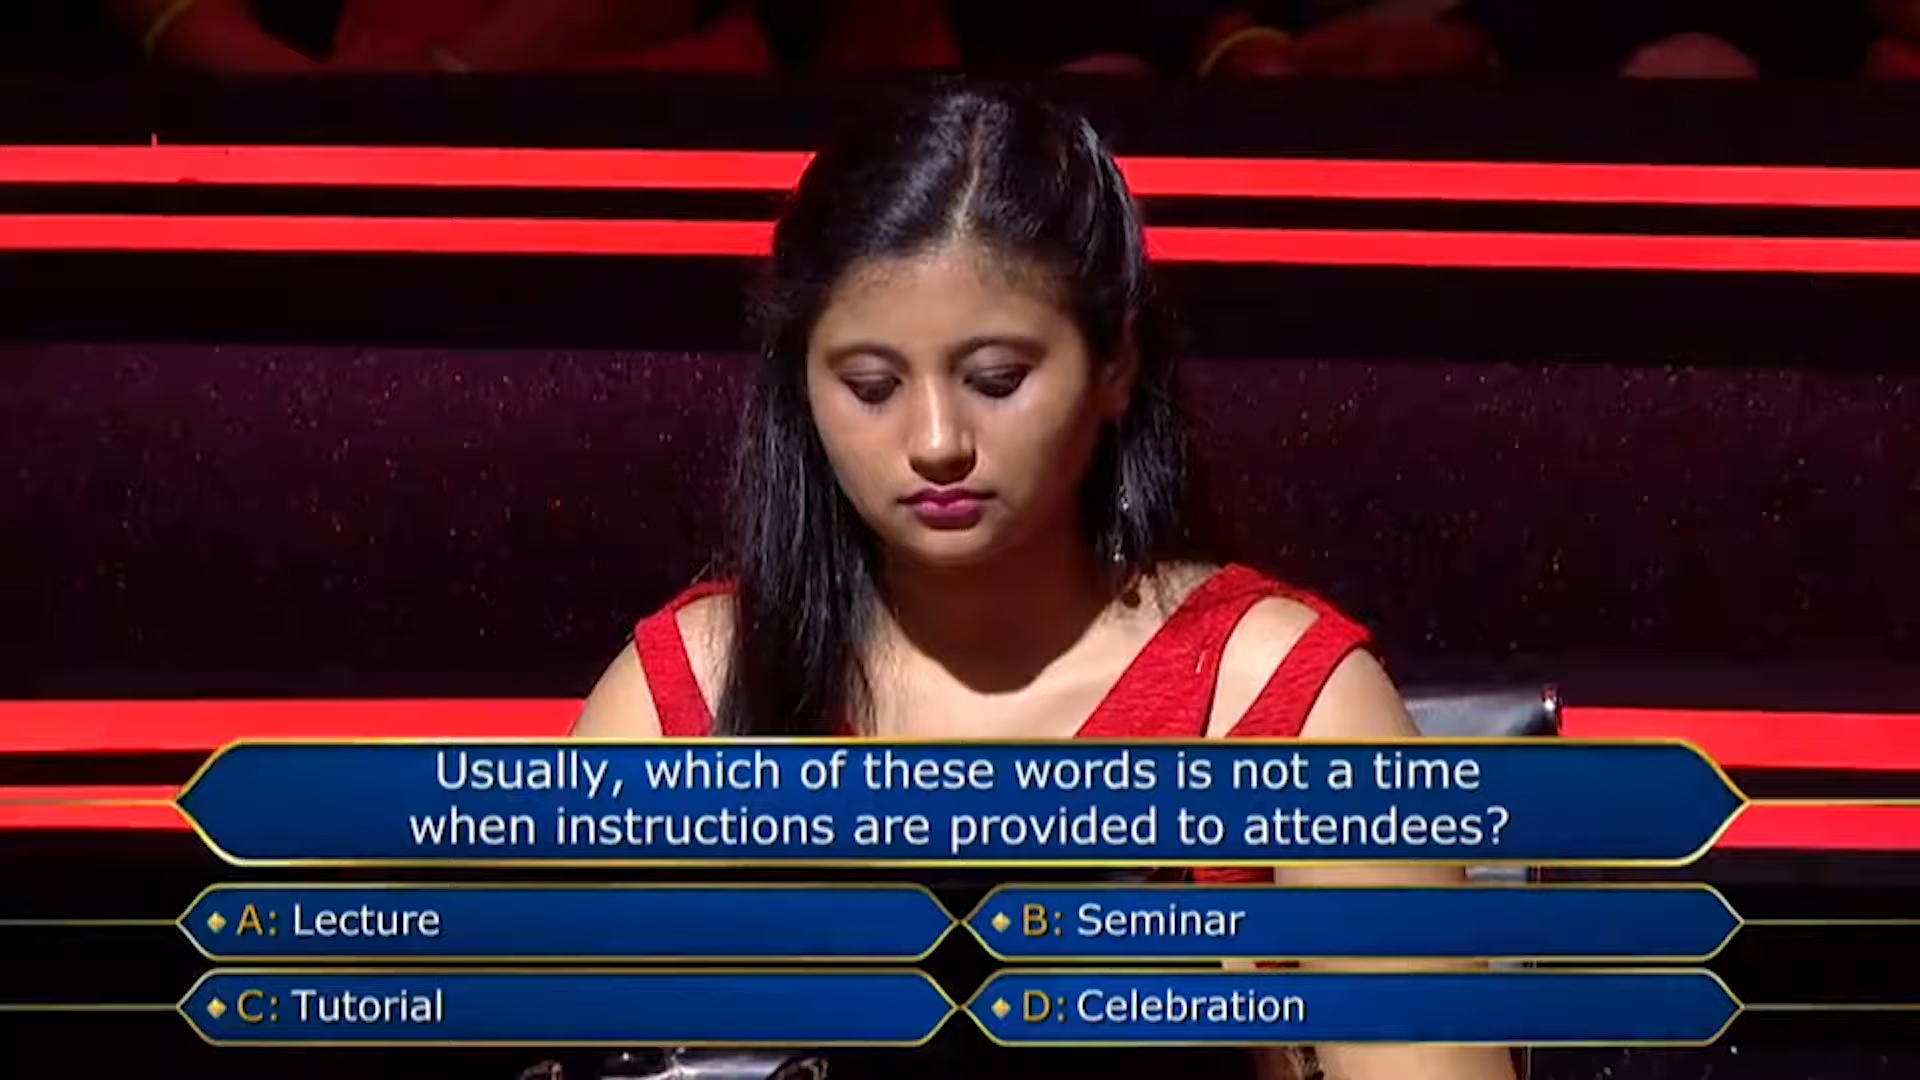 Usually, which of these words is not a time
when instructions are provided to attendees?
A: Lecture
B: Seminar
C: Tutorial
D: Celebration